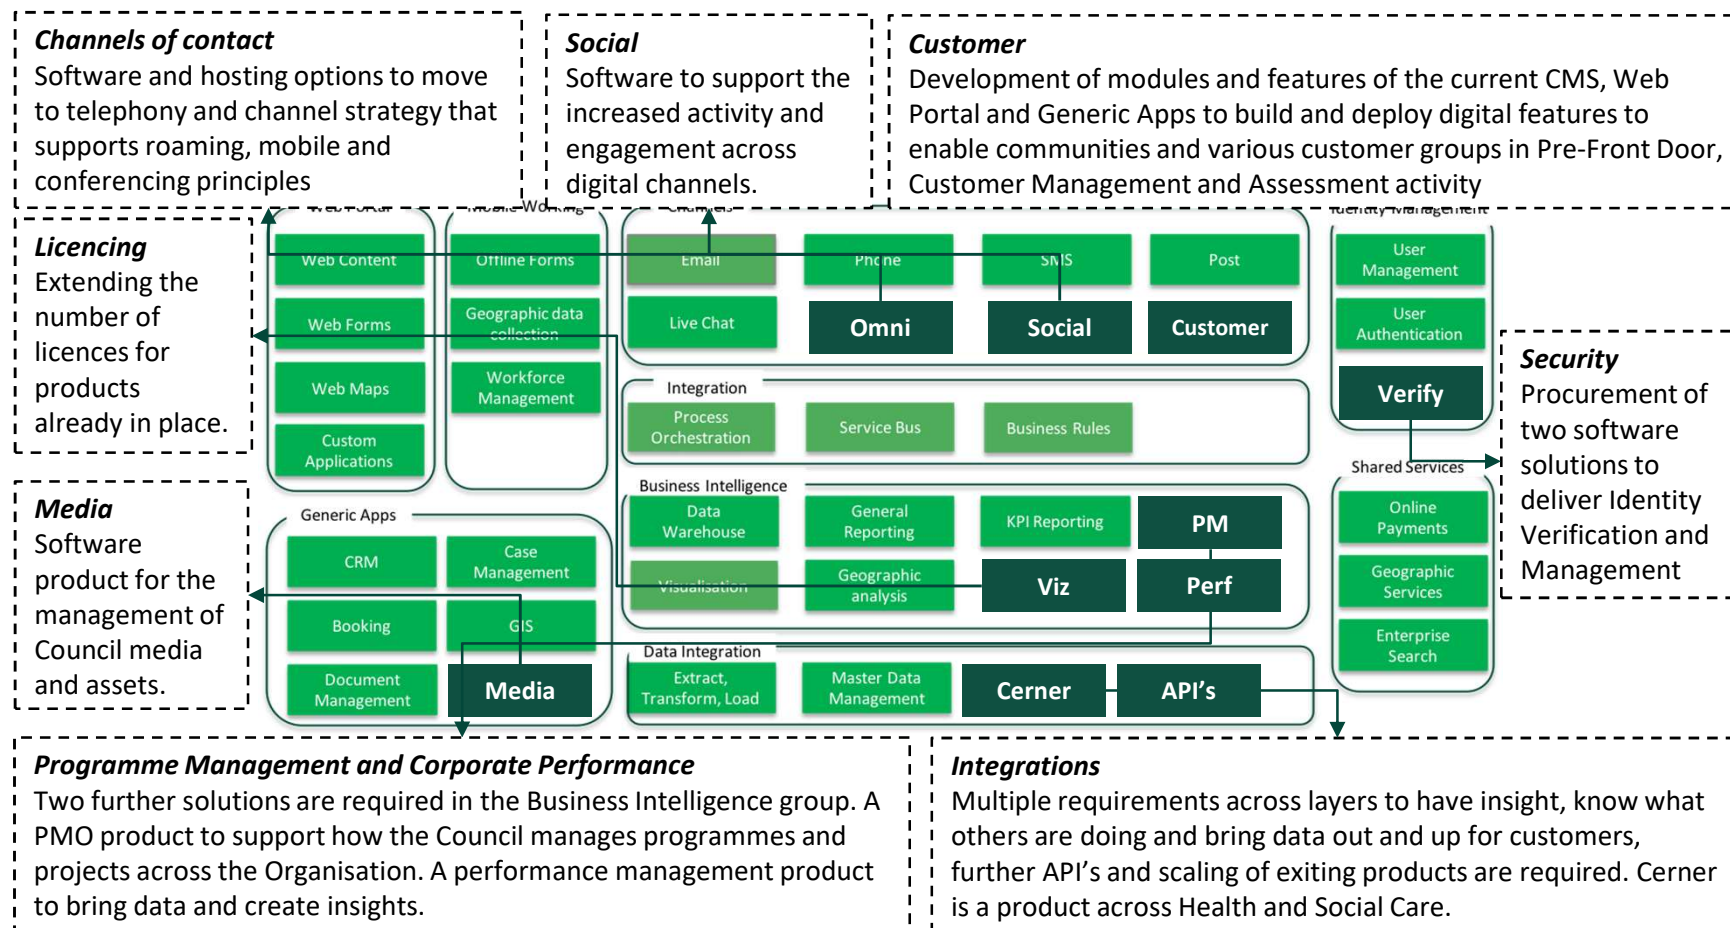 Channels of contact
Software and hosting options to move
to telephony and channel strategy that
supports roaming, mobile and
conferencing principles
Social
Software to support the
increased activity and
engagement across
digital channels.
Customer
Development of modules and features of the current CMS, Web
Portal and Generic Apps to build and deploy digital features to
enable communities and various customer groups in Pre-Front Door,
Customer Management and Assessment activity
Licencing
Extending the
number of
licences for
products
already in place.
Media
Software
product for the
management of
Council media
and assets.
Web Portal
Web Content
Web Forms
Web Maps
Custom
Applications
Mobile Working
Offline Forms
Geographic data
collection
Workforce
Management
Channels
Email
Phone
SMS
Post
Live Chat
Omni
Social
Customer
Identity Management
User
Management
User
Authentication
Verify
Integration
Process
Orchestration
Service Bus
Business Rules
Security
Procurement of
two software
solutions to
deliver Identity
Verification and
Management
Business Intelligence
Data
Warehouse
General
Reporting
KPI Reporting
PM
Visualisation
Geographic
analysis
Viz
Perf
Shared Services
Online
Payments
Geographic
Services
Enterprise
Search
Generic Apps
CRM
Case
Management
Booking
GIS
Document
Management
Media
Data Integration
Extract,
Transform, Load
Master Data
Management
Cerner
API's
Programme Management and Corporate Performance
Two further solutions are required in the Business Intelligence group. A
PMO product to support how the Council manages programmes and
projects across the Organisation. A performance management product
to bring data and create insights.
Integrations
Multiple requirements across layers to have insight, know what
others are doing and bring data out and up for customers,
further API's and scaling of exiting products are required. Cerner
is a product across Health and Social Care.